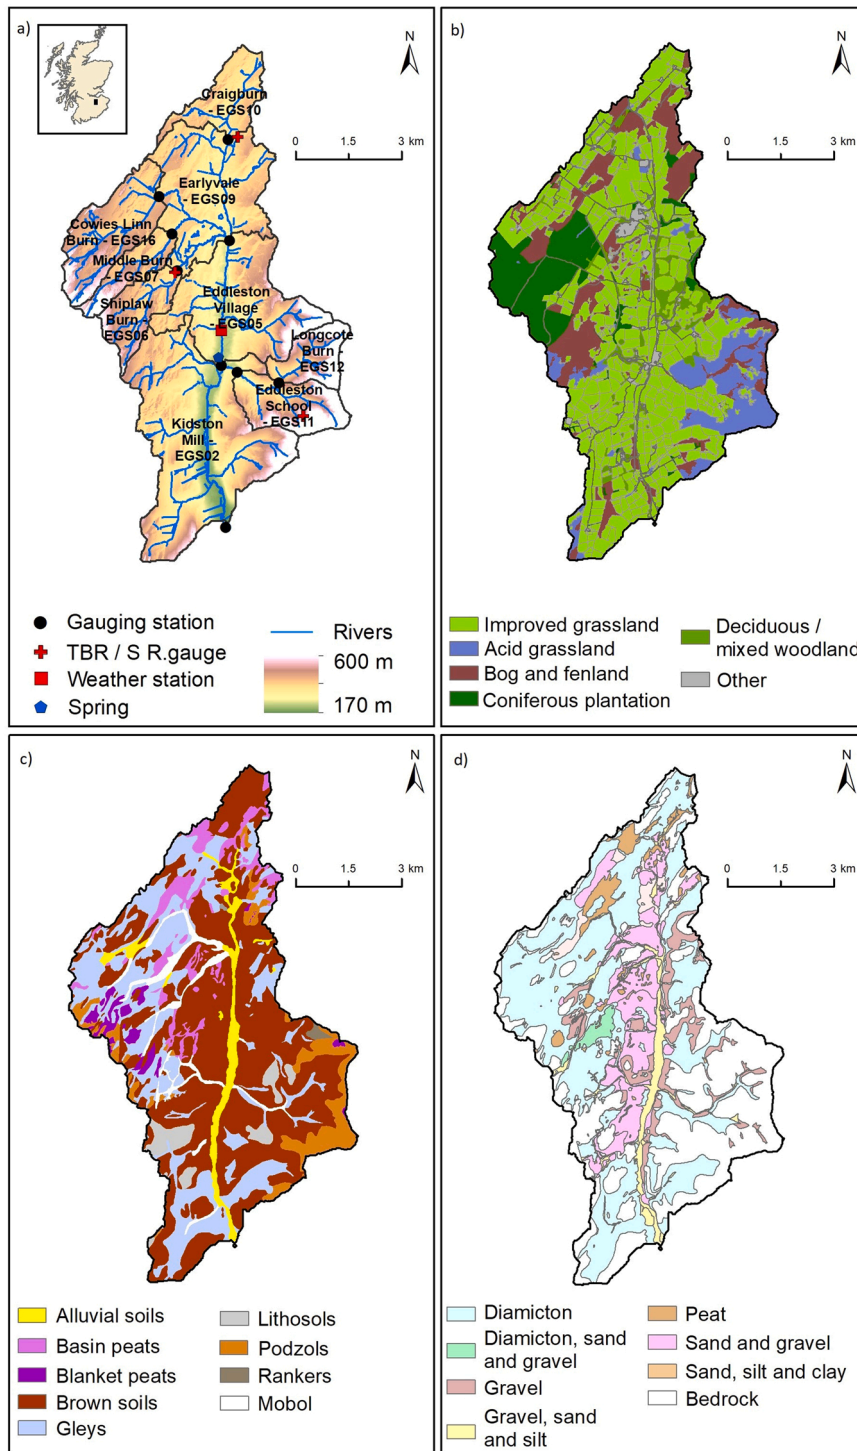 a)
N
Craigburn
- EGS10
0 1.5 3 km
Earlyvale
- EGS09
Cowies Linn
Burn - EGS16
Middle Burn
- EGS07
Shiplaw
Burn -
EGS06
Eddleston
Village
- EGS05
Longcote
Burn -
EGS12
Eddleston
School
- EGS11
Kidston
Mill -
EGS02
Gauging station
TBR / S R.gauge
Weather station
Spring
Rivers
600 m
170 m
b)
N
0 1.5 3 km
Improved grassland
Acid grassland
Bog and fenland
Coniferous plantation
Deciduous /
mixed woodland
Other
c)
N
0 1.5 3 km
Alluvial soils
Basin peats
Blanket peats
Brown soils
Gleys
Lithosols
Podzols
Rankers
Mobol
d)
N
0 1.5 3 km
Diamicton
Diamicton, sand
and gravel
Gravel
Gravel, sand
and silt
Peat
Sand and gravel
Sand, silt and clay
Bedrock